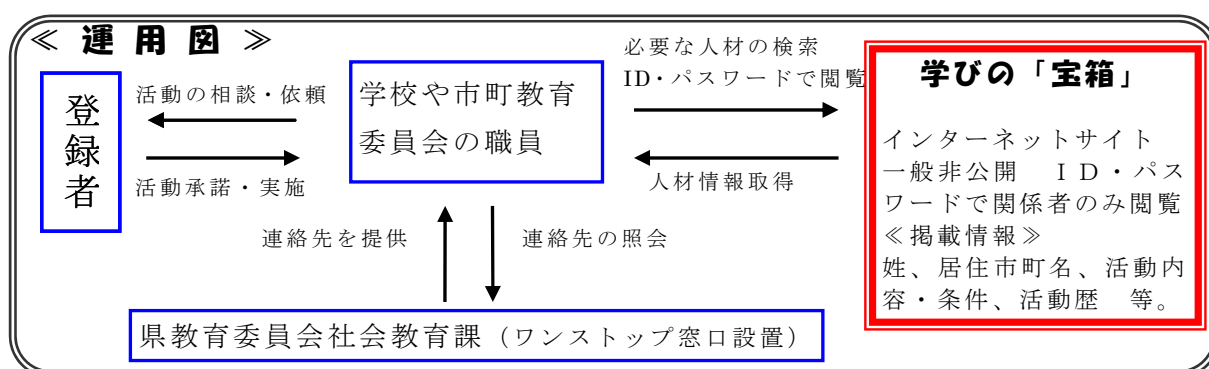 ≪ 運用図 ≫
登録者
活動の相談・依頼
活動承諾・実施
学校や市町教育
委員会の職員
必要な人材の検索
ID・パスワードで閲覧
人材情報取得
学びの「宝箱」
インターネットサイト
一般非公開　ＩＤ・パス
ワードで関係者のみ閲覧
≪掲載情報≫
姓、居住市町名、活動内
容・条件、活動歴　等。
連絡先を提供
連絡先の照会
県教育委員会社会教育課（ワンストップ窓口設置）